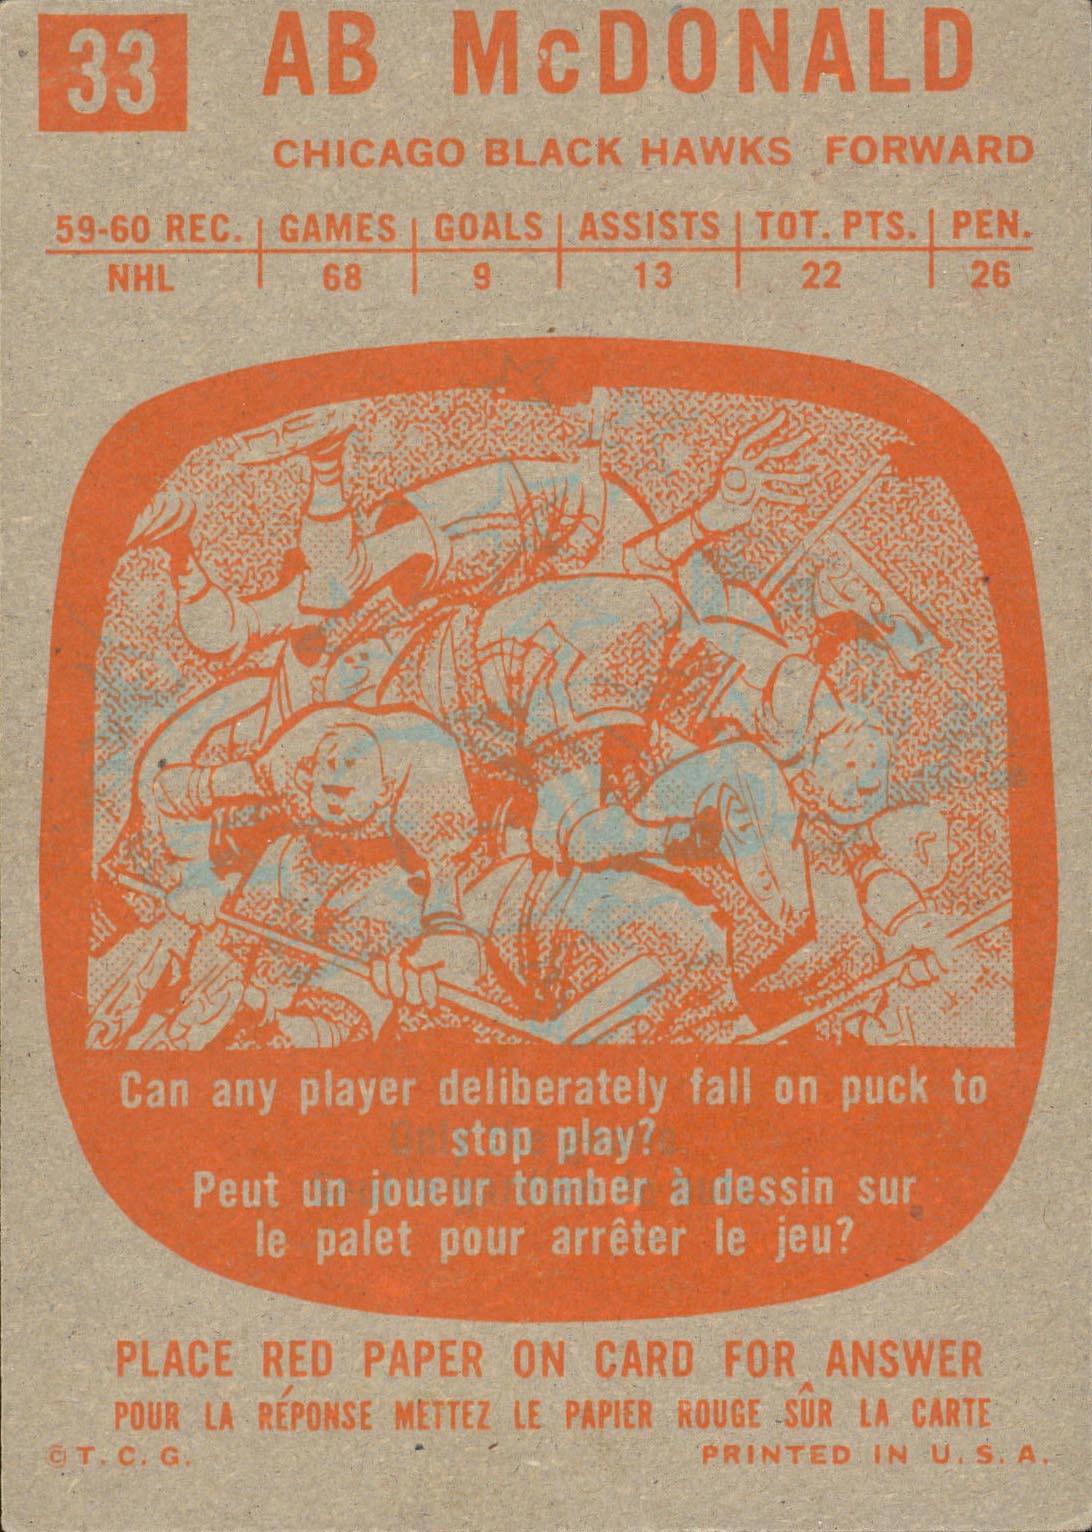 33
AB McDONALD
CHICAGO BLACK HAWKS FORWARD
59-60 REC. GAMES GOALS ASSISTS TOT. PTS. PEN.
NHL 68 9 13 22 26
Can any player deliberately fall on puck to
stop play?
Peut un joueur tomber à dessin sur
le palet pour arrêter le jeu?
PLACE RED PAPER ON CARD FOR ANSWER
POUR LA RÉPONSE METTEZ LE PAPIER ROUGE SÛR LA CARTE
© T. C. G. PRINTED IN U. S. A.